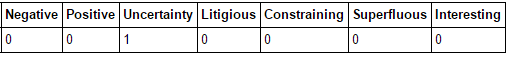 Negative Positive Uncertainty Litigious Constraining Superfluous Interesting
0 0 1 0 0 0 0